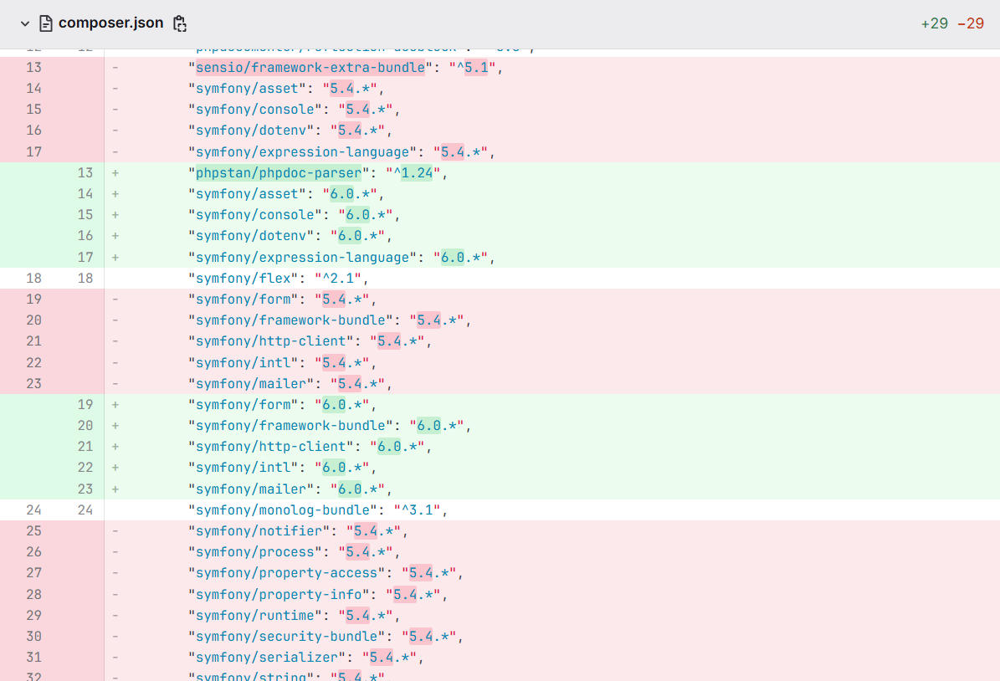 composer.json +29 −29
13 - "sensio/framework-extra-bundle": "^5.1",
14 - "symfony/asset": "5.4.*",
15 - "symfony/console": "5.4.*",
16 - "symfony/dotenv": "5.4.*",
17 - "symfony/expression-language": "5.4.*",
13 + "phpstan/phpdoc-parser": "^1.24",
14 + "symfony/asset": "6.0.*",
15 + "symfony/console": "6.0.*",
16 + "symfony/dotenv": "6.0.*",
17 + "symfony/expression-language": "6.0.*",
18 18 "symfony/flex": "^2.1",
19 - "symfony/form": "5.4.*",
20 - "symfony/framework-bundle": "5.4.*",
21 - "symfony/http-client": "5.4.*",
22 - "symfony/intl": "5.4.*",
23 - "symfony/mailer": "5.4.*",
19 + "symfony/form": "6.0.*",
20 + "symfony/framework-bundle": "6.0.*",
21 + "symfony/http-client": "6.0.*",
22 + "symfony/intl": "6.0.*",
23 + "symfony/mailer": "6.0.*",
24 24 "symfony/monolog-bundle": "^3.1",
25 - "symfony/notifier": "5.4.*",
26 - "symfony/process": "5.4.*",
27 - "symfony/property-access": "5.4.*",
28 - "symfony/property-info": "5.4.*",
29 - "symfony/runtime": "5.4.*",
30 - "symfony/security-bundle": "5.4.*",
31 - "symfony/serializer": "5.4.*",
32 - "symfony/string": "5.4.*"